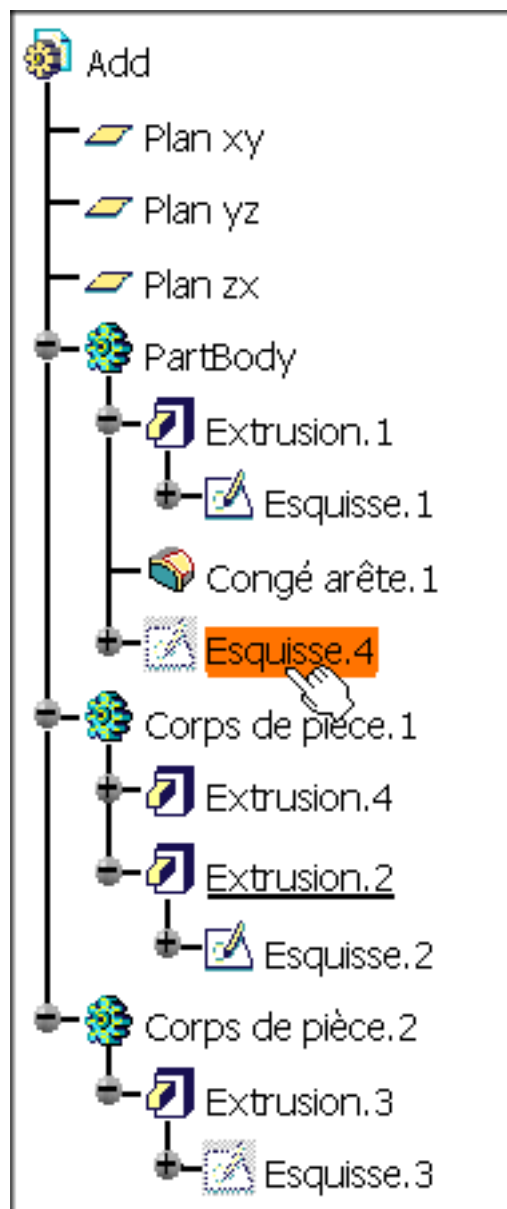 Add
Plan xy
Plan yz
Plan zx
PartBody
Extrusion.1
Esquisse.1
Congé arête.1
Esquisse.4
Corps de pièce.1
Extrusion.4
Extrusion.2
Esquisse.2
Corps de pièce.2
Extrusion.3
Esquisse.3